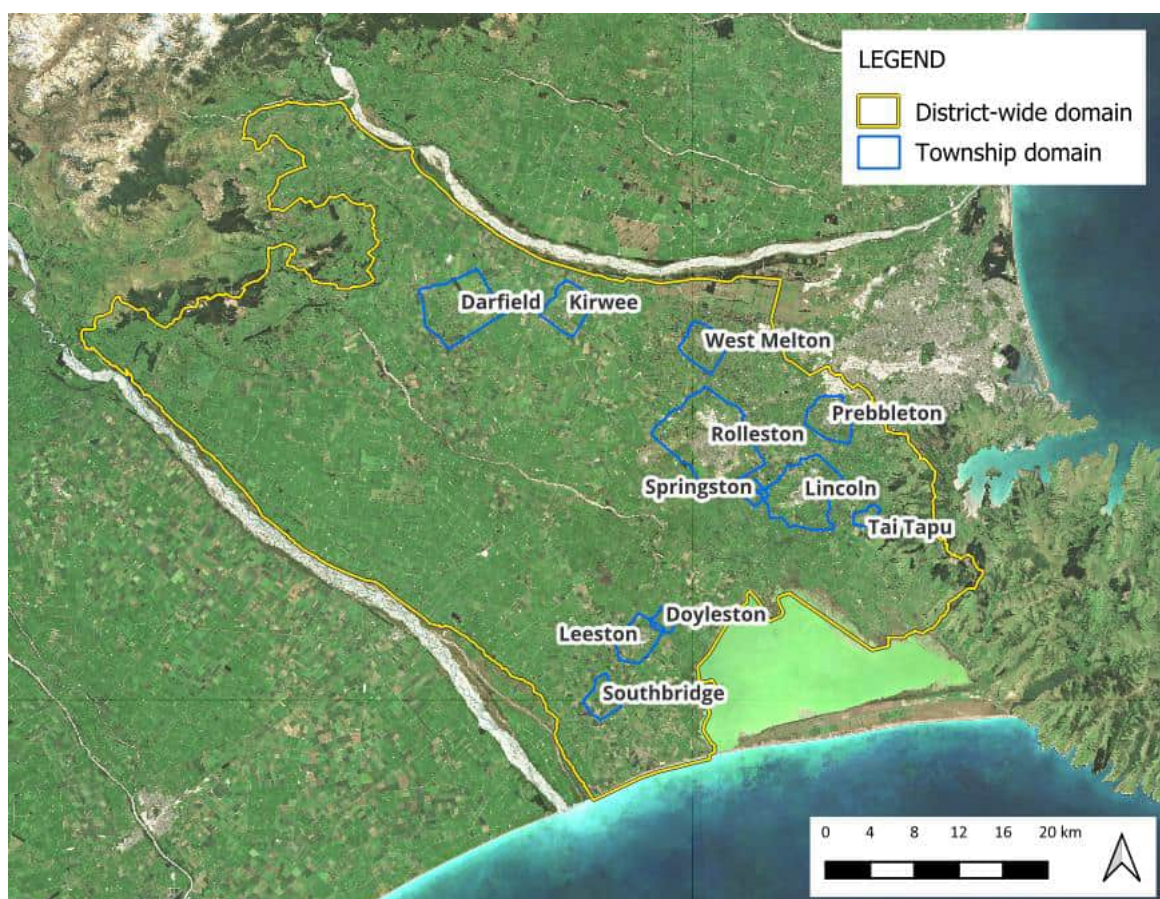 LEGEND
District-wide domain
Township domain
Darfield
Kirwee
West Melton
Prebbleton
Rolleston
Springston
Lincoln
Tai Tapu
Doyleston
Leeston
Southbridge
0 4 8 12 16 20 km